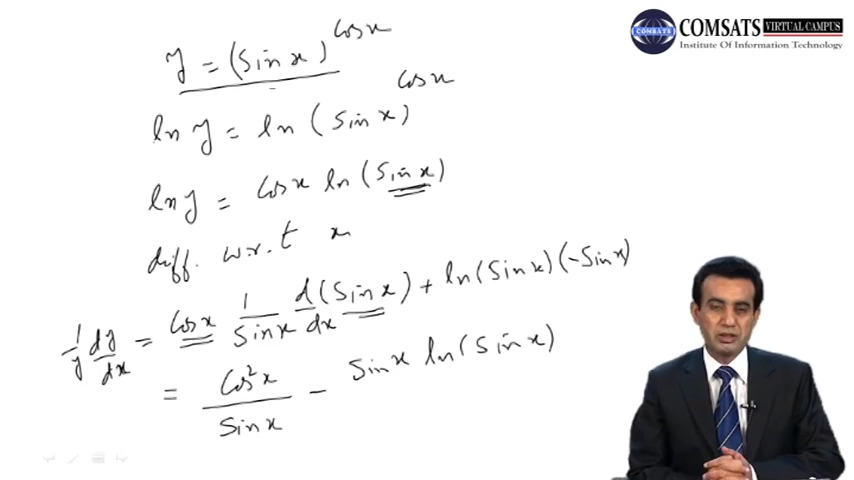 COMSATS VIRTUAL CAMPUS
COMSATS
Institute Of Information Technology
y = (Sin x)^Cos x
ln y = ln (Sin x)^Cos x
ln y = Cos x ln (Sin x)
diff. w.r.t x
1/y dy/dx = Cos x 1/Sin x d/dx (Sin x) + ln (Sin x) (-Sin x)
= Cos²x/Sin x - Sin x ln (Sin x)